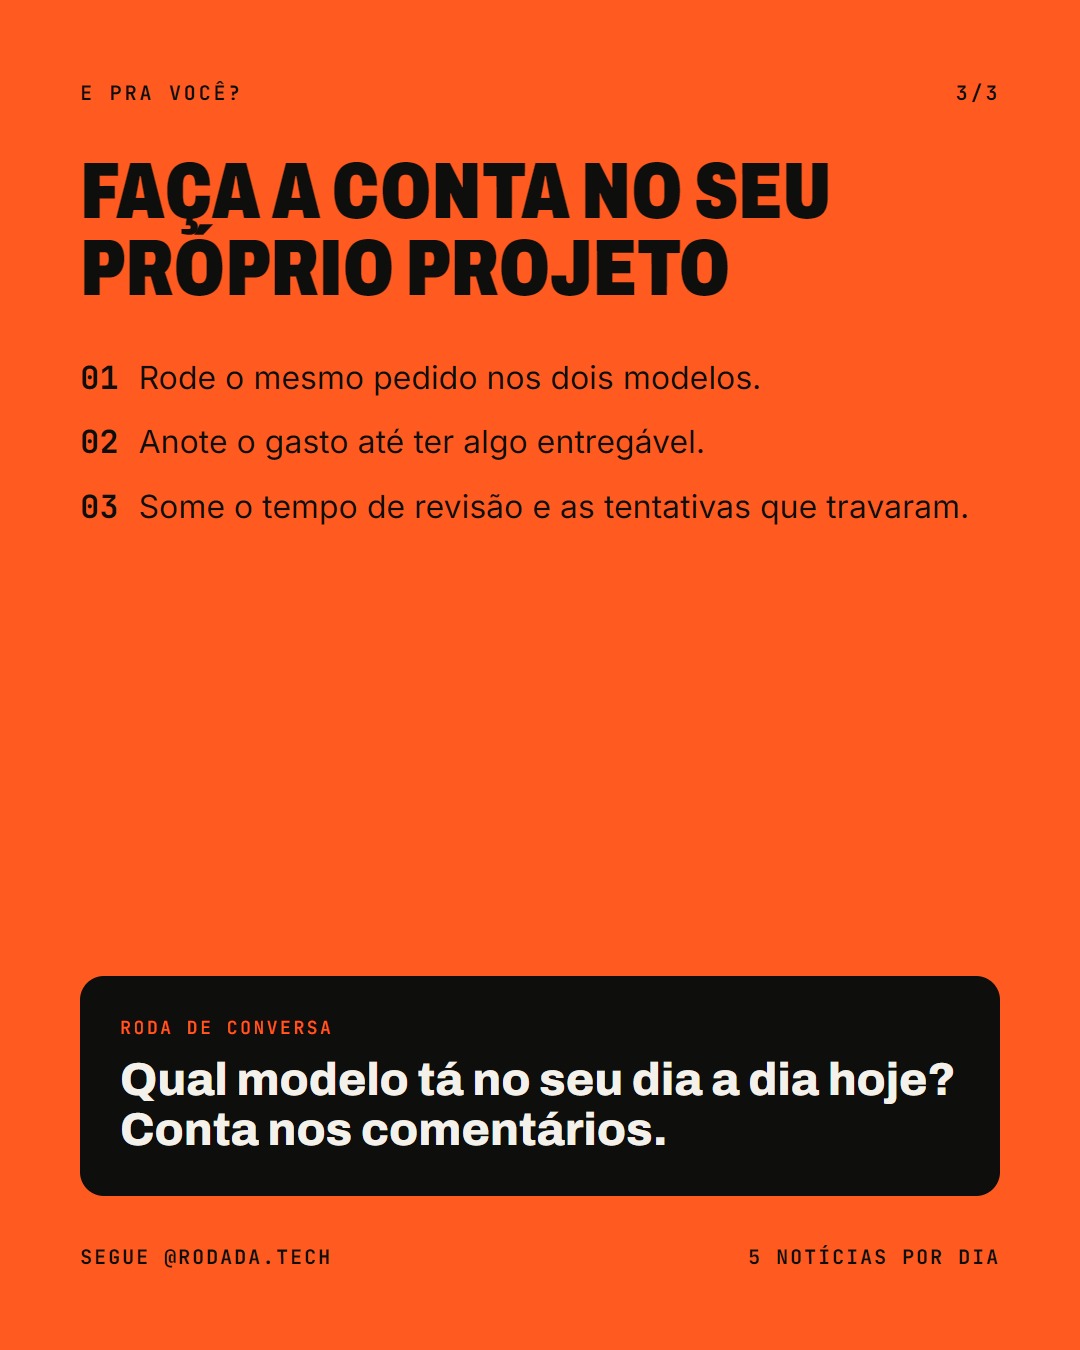 E PRA VOCÊ?
3/3
FAÇA A CONTA NO SEU
PRÓPRIO PROJETO
01 Rode o mesmo pedido nos dois modelos.
02 Anote o gasto até ter algo entregável.
03 Some o tempo de revisão e as tentativas que travaram.
RODA DE CONVERSA
Qual modelo tá no seu dia a dia hoje?
Conta nos comentários.
SEGUE @RODADA.TECH
5 NOTÍCIAS POR DIA